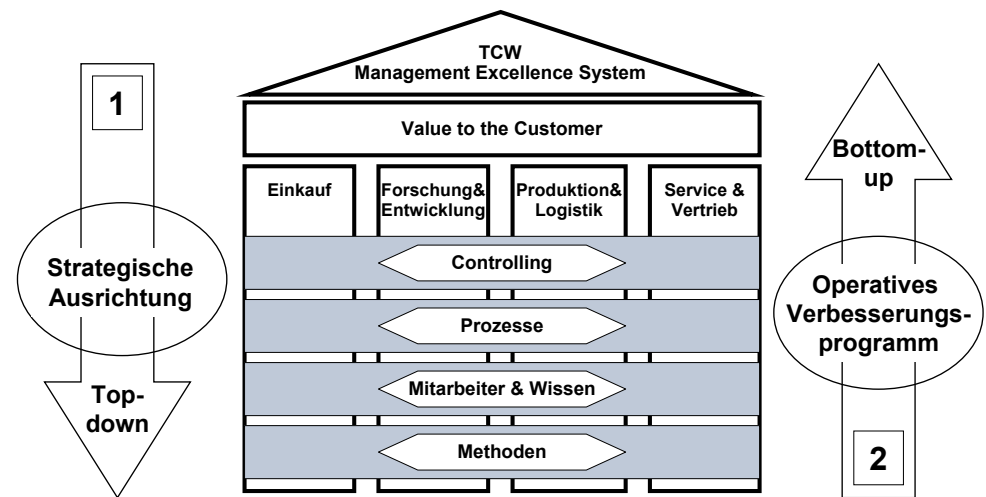 TCW
Management Excellence System
1
Value to the Customer
Bottom-
up
Einkauf
Forschung&
Entwicklung
Produktion&
Logistik
Service &
Vertrieb
Strategische
Ausrichtung
Controlling
Operatives
Verbesserungs-
programm
Prozesse
Top-
down
Mitarbeiter & Wissen
Methoden
2